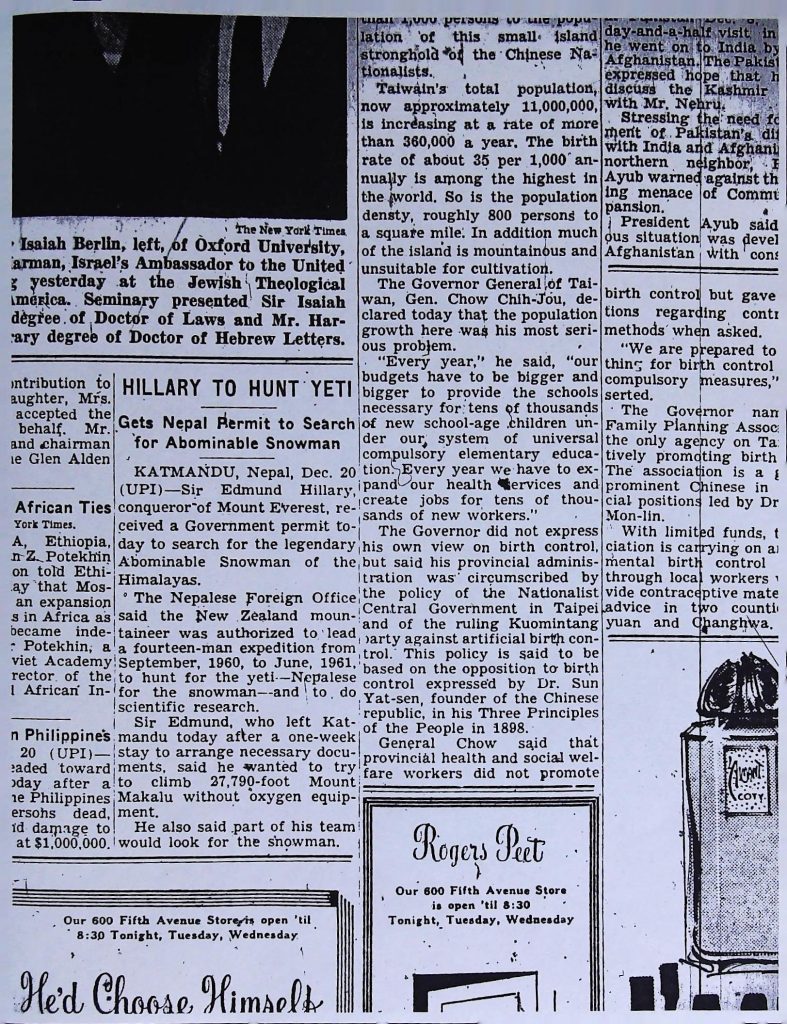 The New York Times
Isaiah Berlin, left, of Oxford University,
arman, Israel's Ambassador to the United
g yesterday at the Jewish Theological
America. Seminary presented Sir Isaiah
degree of Doctor of Laws and Mr. Har-
ary degree of Doctor of Hebrew Letters.
ntribution to
aughter, Mrs.
accepted the
behalf. Mr.
and chairman
he Glen Alden
African Ties
York Times.
A, Ethiopia,
n Z. Potekhin
on told Ethi-
ay that Mos-
an expansion
s in Africa as
became inde-
Potekhin, a
viet Academy
rector of the
l African In-
n Philippines
20 (UPI)—
eaded toward
oday after a
he Philippines
ersohs dead,
id damage to
at $1,000,000.
HILLARY TO HUNT YETI
Gets Nepal Permit to Search
for Abominable Snowman
KATMANDU, Nepal, Dec. 20
(UPI)—Sir Edmund Hillary,
conqueror of Mount Everest, re-
ceived a Government permit to-
day to search for the legendary
Abominable Snowman of the
Himalayas.
The Nepalese Foreign Office
said the New Zealand moun-
taineer was authorized to lead
a fourteen-man expedition from
September, 1960, to June, 1961,
to hunt for the yeti—Nepalese
for the snowman—and to do
scientific research.
Sir Edmund, who left Kat-
mandu today after a one-week
stay to arrange necessary docu-
ments, said he wanted to try
to climb 27,790-foot Mount
Makalu without oxygen equip-
ment.
He also said part of his team
would look for the snowman.
than 1,000 persons to the popu-
lation of this small island
stronghold of the Chinese Na-
tionalists.
Taiwain's total population,
now approximately 11,000,000,
is increasing at a rate of more
than 360,000 a year. The birth
rate of about 35 per 1,000 an-
nually is among the highest in
the world. So is the population
densty, roughly 800 persons to
a square mile. In addition much
of the island is mountainous and
unsuitable for cultivation.
The Governor General of Tai-
wan, Gen. Chow Chih-Jou, de-
clared today that the population
growth here was his most seri-
ous problem.
"Every year," he said, "our
budgets have to be bigger and
bigger to provide the schools
necessary for tens of thousands
of new school-age children un-
der our system of universal
compulsory elementary educa-
tion. Every year we have to ex-
pand our health services and
create jobs for tens of thou-
sands of new workers."
The Governor did not express
his own view on birth control,
but said his provincial adminis-
tration was circumscribed by
the policy of the Nationalist
Central Government in Taipei
and of the ruling Kuomintang
party against artificial birth con-
trol. This policy is said to be
based on the opposition to birth
control expressed by Dr. Sun
Yat-sen, founder of the Chinese
republic, in his Three Principles
of the People in 1898.
General Chow said that
provincial health and social wel-
fare workers did not promote
day-and-a-half visit in
he went on to India by
Afghanistan. The Pakist
expressed hope that h
discuss the Kashmir
with Mr. Nehru.
Stressing the need fo
ment of Pakistan's dif
with India and Afghani
northern neighbor,
Ayub warned against th
ing menace of Commu
pansion.
President Ayub said
ous situation was devel
Afghanistan with cons
birth control but gave
tions regarding contr
methods when asked.
"We are prepared to
thing for birth control
compulsory measures,"
serted.
The Governor nam
Family Planning Assoc
the only agency on Ta
tively promoting birth
The association is a g
prominent Chinese in
cial positions led by Dr
Mon-lin.
With limited funds, t
ciation is carrying on a
mental birth control
through local workers
vide contraceptive mate
advice in two counti
yuan and Changhwa.
Our 600 Fifth Avenue Store is open 'til
8:30 Tonight, Tuesday, Wednesday
He'd Choose Himself
Rogers Peet
Our 600 Fifth Avenue Store
is open 'til 8:30
Tonight, Tuesday, Wednesday
COTY